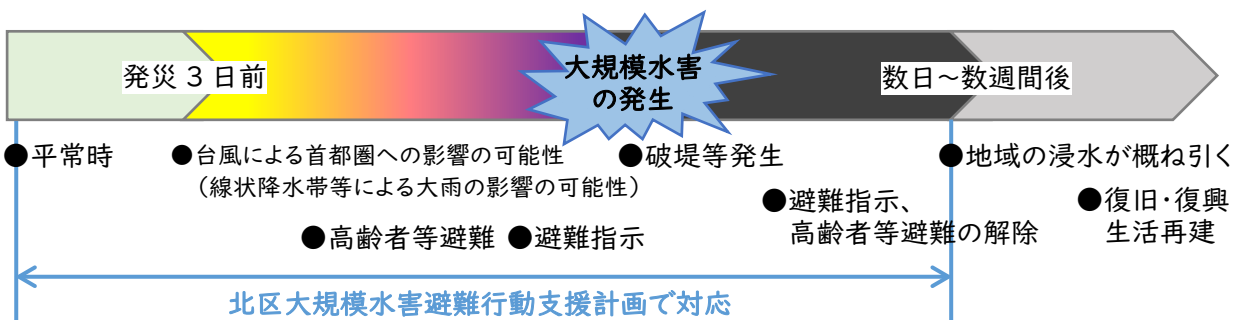 発災3日前
大規模水害
の発生
数日～数週間後
●平常時
●台風による首都圏への影響の可能性
（線状降水帯等による大雨の影響の可能性）
●高齢者等避難
●避難指示
●破堤等発生
●避難指示、
高齢者等避難の解除
●地域の浸水が概ね引く
●復旧・復興
生活再建
北区大規模水害避難行動支援計画で対応